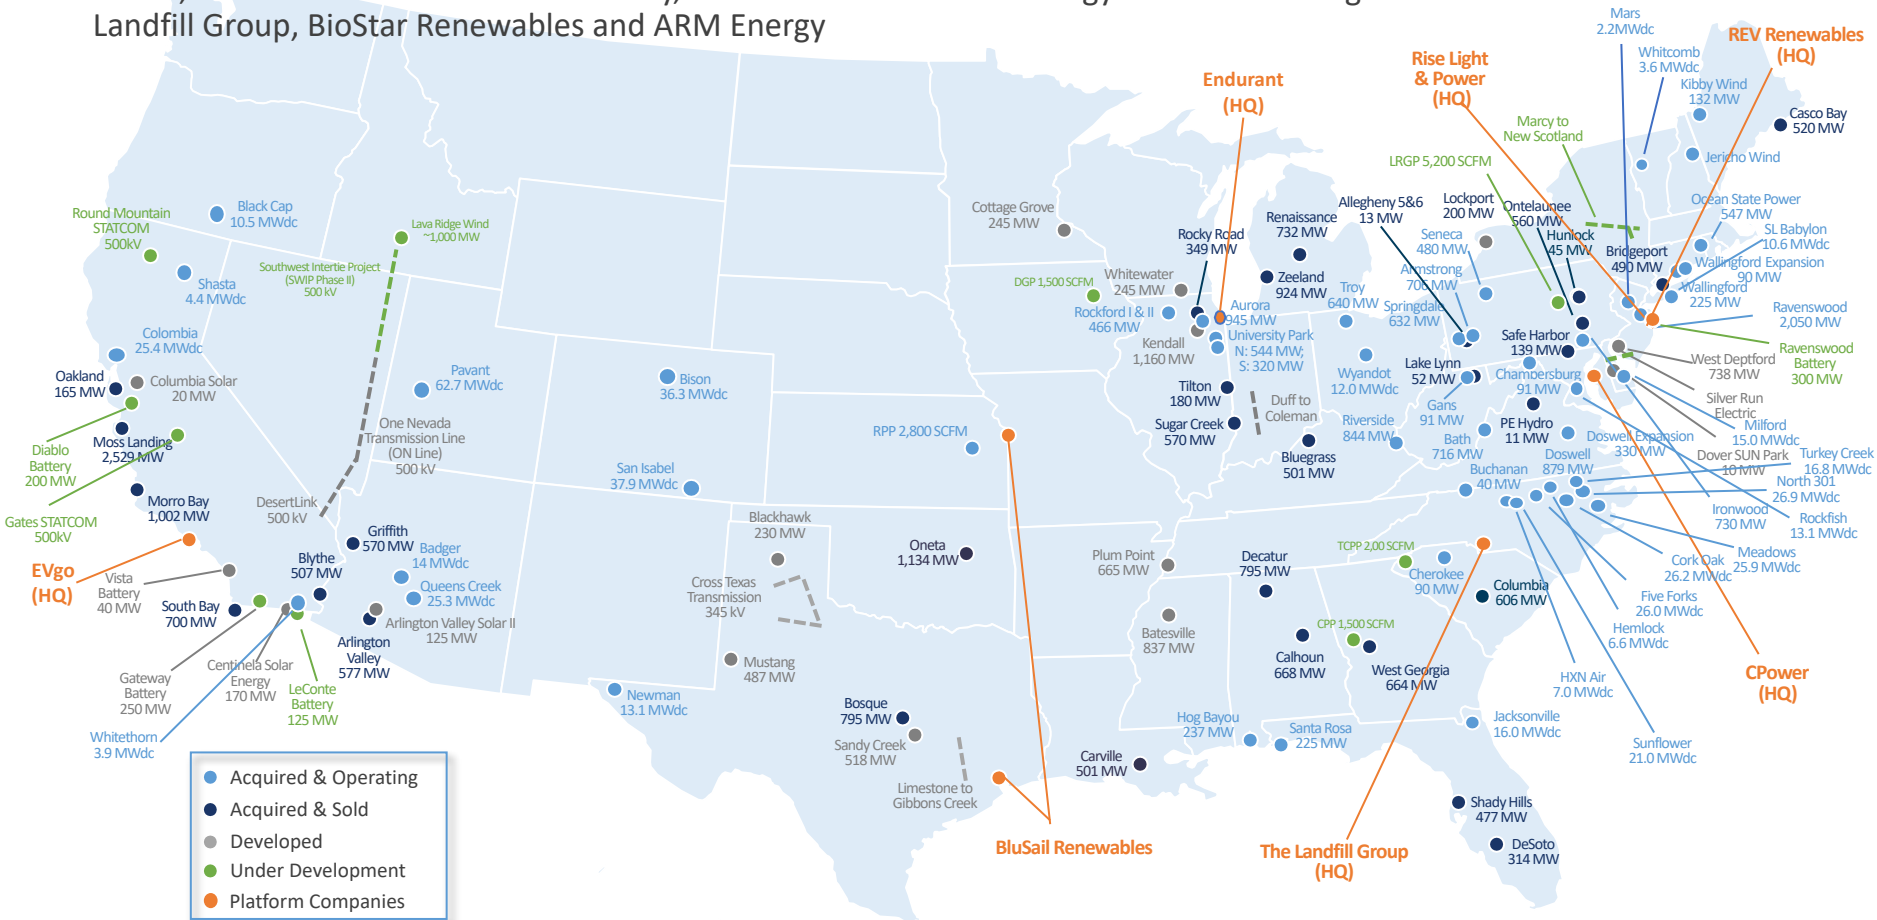 Landfill Group, BioStar Renewables and ARM Energy
Mars
2.2MWdc
REV Renewables
(HQ)
Whitcomb
3.6 MWdc
Rise Light
& Power
(HQ)
Kibby Wind
132 MW
Endurant
(HQ)
Casco Bay
520 MW
Marcy to
New Scotland
LRGP 5,200 SCFM
Jericho Wind
Black Cap
10.5 MWdc
Round Mountain
STATCOM
500kV
Lava Ridge Wind
~1,000 MW
Cottage Grove
245 MW
Renaissance
732 MW
Allegheny 5&6
13 MW
Lockport
200 MW
Ontelaunee
560 MW
Ocean State Power
547 MW
Rocky Road
349 MW
Seneca
480 MW
Hunlock
45 MW
SL Babylon
10.6 MWdc
Bridgeport
490 MW
Wallingford Expansion
90 MW
Southwest Intertie Project
(SWIP Phase II)
500 kV
Shasta
4.4 MWdc
DGP 1,500 SCFM
Whitewater
245 MW
Zeeland
924 MW
Armstrong
706 MW
Troy
640 MW
Wallingford
225 MW
Rockford I & II
466 MW
Aurora
945 MW
Springdale
632 MW
Ravenswood
2,050 MW
Colombia
25.4 MWdc
Kendall
1,160 MW
University Park
N: 544 MW;
S: 320 MW
Safe Harbor
139 MW
Ravenswood
Battery
300 MW
West Deptford
738 MW
Oakland
165 MW
Columbia Solar
20 MW
Pavant
62.7 MWdc
Bison
36.3 MWdc
Tilton
180 MW
Wyandot
12.0 MWdc
Lake Lynn
52 MW
Chambersburg
91 MW
Silver Run
Electric
Duff to
Coleman
Gans
91 MW
Milford
15.0 MWdc
Diablo
Battery
200 MW
Moss Landing
2,529 MW
One Nevada
Transmission Line
(ON Line)
500 kV
RPP 2,800 SCFM
Sugar Creek
570 MW
Riverside
844 MW
PE Hydro
11 MW
Bath
716 MW
Doswell Expansion
330 MW
Doswell
879 MW
Dover SUN Park
10 MW
Turkey Creek
16.8 MWdc
Bluegrass
501 MW
San Isabel
37.9 MWdc
Buchanan
40 MW
North 301
26.9 MWdc
Morro Bay
1,002 MW
DesertLink
500 kV
Gates STATCOM
500kV
Blackhawk
230 MW
Ironwood
730 MW
Rockfish
13.1 MWdc
Griffith
570 MW
Badger
14 MWdc
Oneta
1,134 MW
Plum Point
665 MW
Decatur
795 MW
TCPP 2,00 SCFM
Cork Oak
26.2 MWdc
Meadows
25.9 MWdc
EVgo
(HQ)
Blythe
507 MW
Vista
Battery
40 MW
Cross Texas
Transmission
345 kV
Cherokee
90 MW
Columbia
606 MW
Queens Creek
25.3 MWdc
Five Forks
26.0 MWdc
South Bay
700 MW
Arlington Valley Solar II
125 MW
Batesville
837 MW
CPP 1,500 SCFM
Hemlock
6.6 MWdc
Arlington
Valley
577 MW
Calhoun
668 MW
West Georgia
664 MW
Mustang
487 MW
Centinela Solar
Energy
170 MW
Gateway
Battery
250 MW
LeConte
Battery
125 MW
HXN Air
7.0 MWdc
CPower
(HQ)
Newman
13.1 MWdc
Bosque
795 MW
Hog Bayou
237 MW
Santa Rosa
225 MW
Jacksonville
16.0 MWdc
Whitethorn
3.9 MWdc
Sandy Creek
518 MW
Sunflower
21.0 MWdc
Carville
501 MW
Limestone to
Gibbons Creek
Shady Hills
477 MW
BluSail Renewables
The Landfill Group
(HQ)
DeSoto
314 MW
Acquired & Operating
Acquired & Sold
Developed
Under Development
Platform Companies